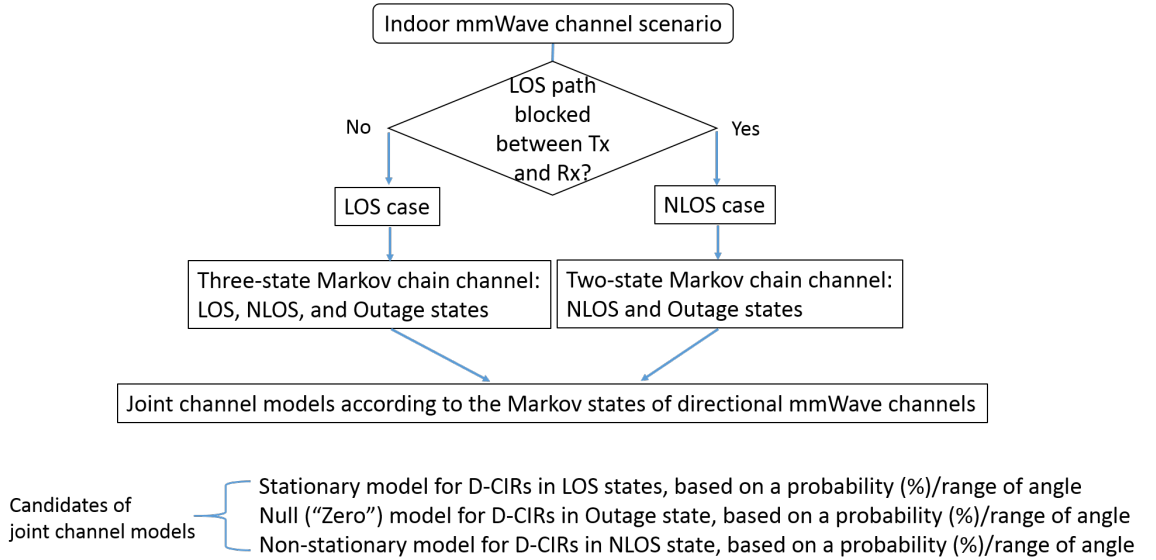 Indoor mmWave channel scenario
LOS path
blocked
between Tx
and Rx?
No
Yes
LOS case
NLOS case
Three-state Markov chain channel:
LOS, NLOS, and Outage states
Two-state Markov chain channel:
NLOS and Outage states
Joint channel models according to the Markov states of directional mmWave channels
Candidates of
joint channel models
Stationary model for D-CIRs in LOS states, based on a probability (%)/range of angle
Null (“Zero”) model for D-CIRs in Outage state, based on a probability (%)/range of angle
Non-stationary model for D-CIRs in NLOS state, based on a probability (%)/range of angle